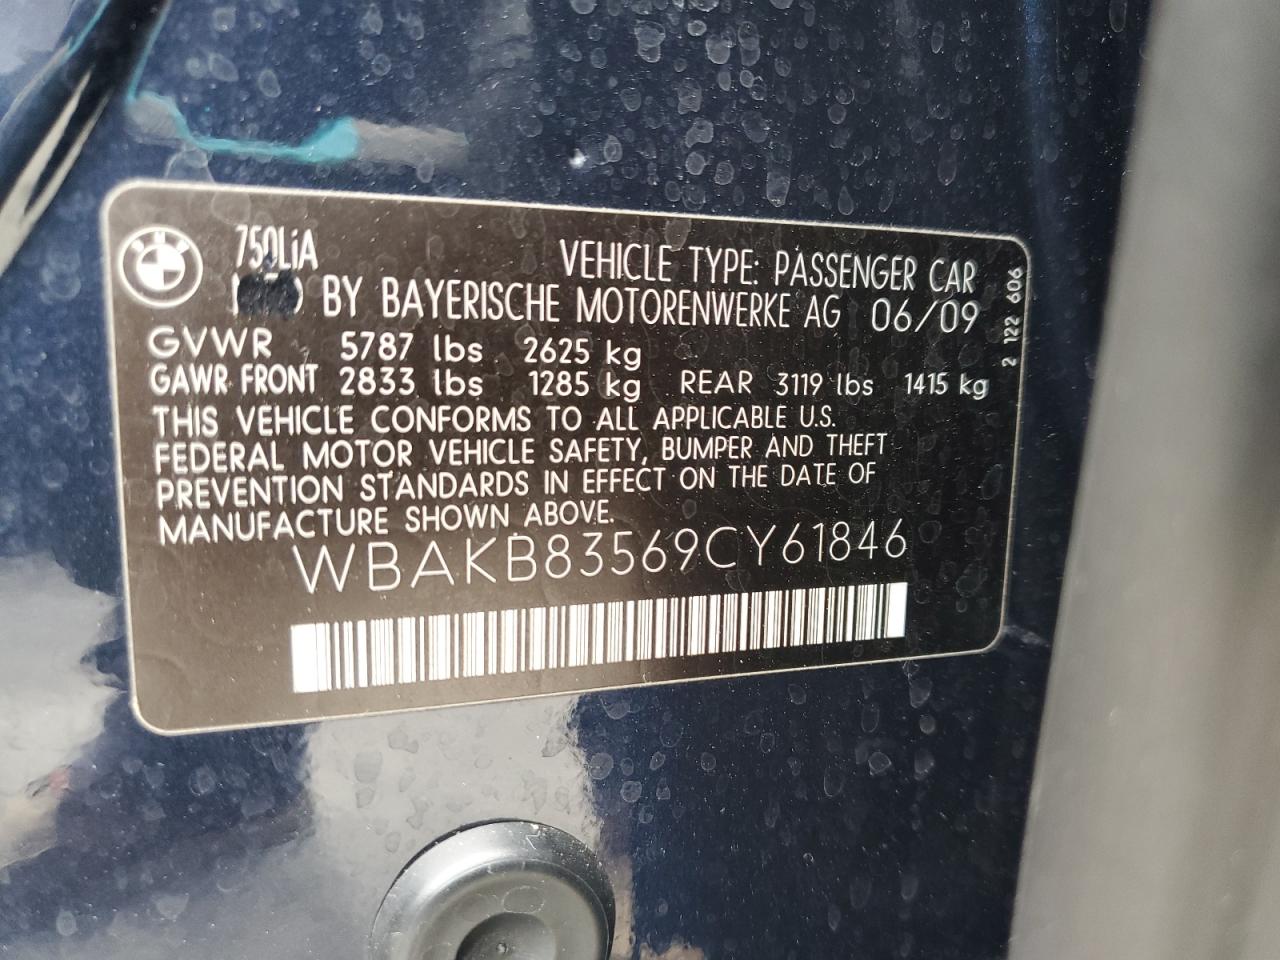 BMW
750LiA
VEHICLE TYPE: PASSENGER CAR
BY BAYERISCHE MOTORENWERKE AG 06/09
GVWR 5787 lbs 2625 kg
GAWR FRONT 2833 lbs 1285 kg REAR 3119 lbs 1415 kg
THIS VEHICLE CONFORMS TO ALL APPLICABLE U.S.
FEDERAL MOTOR VEHICLE SAFETY, BUMPER AND THEFT
PREVENTION STANDARDS IN EFFECT ON THE DATE OF
MANUFACTURE SHOWN ABOVE.
WBAKB83569CY61846
2 122 606